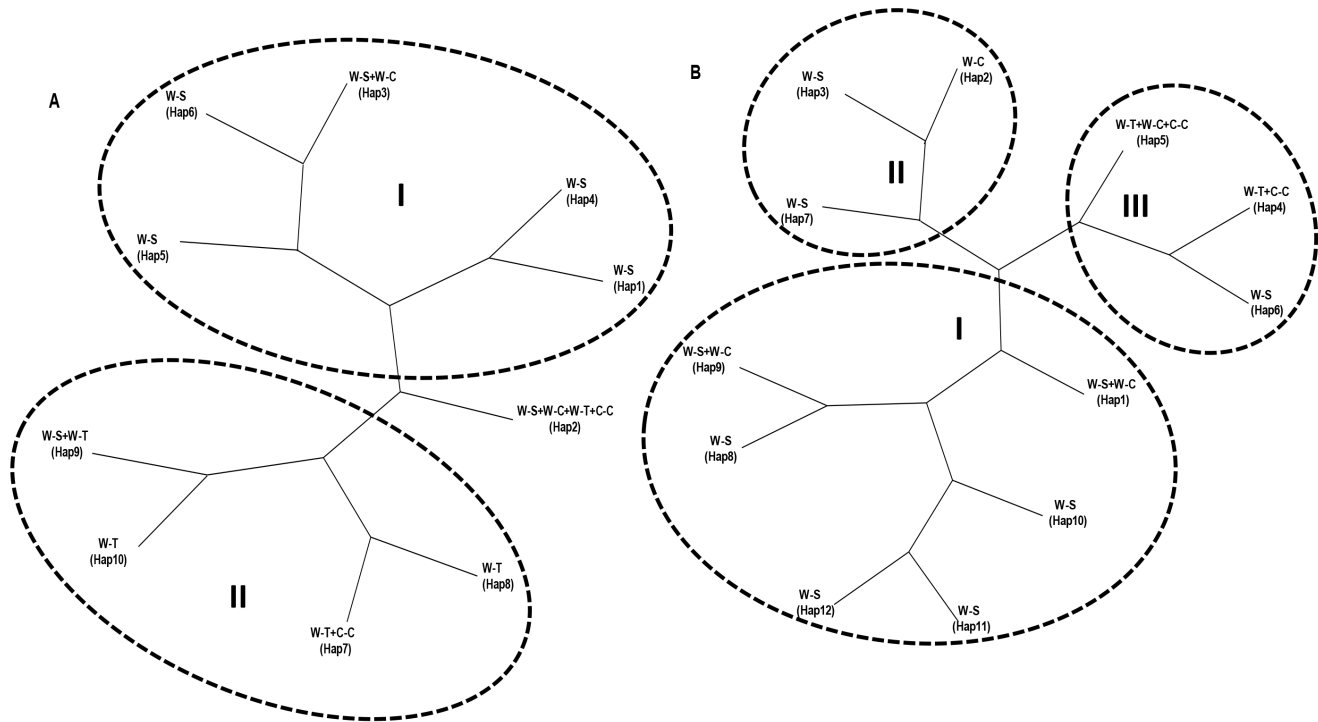 A
W-S+W-C
(Hap3)
W-S
(Hap6)
I
W-S
(Hap4)
W-S
(Hap5)
W-S
(Hap1)
W-S+W-C+W-T+C-C
(Hap2)
W-S+W-T
(Hap9)
W-T
(Hap10)
W-T
(Hap8)
II
W-T+C-C
(Hap7)
B
W-C
(Hap2)
W-S
(Hap3)
II
W-S
(Hap7)
W-T+W-C+C-C
(Hap5)
III
W-T+C-C
(Hap4)
W-S
(Hap6)
I
W-S+W-C
(Hap9)
W-S+W-C
(Hap1)
W-S
(Hap8)
W-S
(Hap10)
W-S
(Hap12)
W-S
(Hap11)